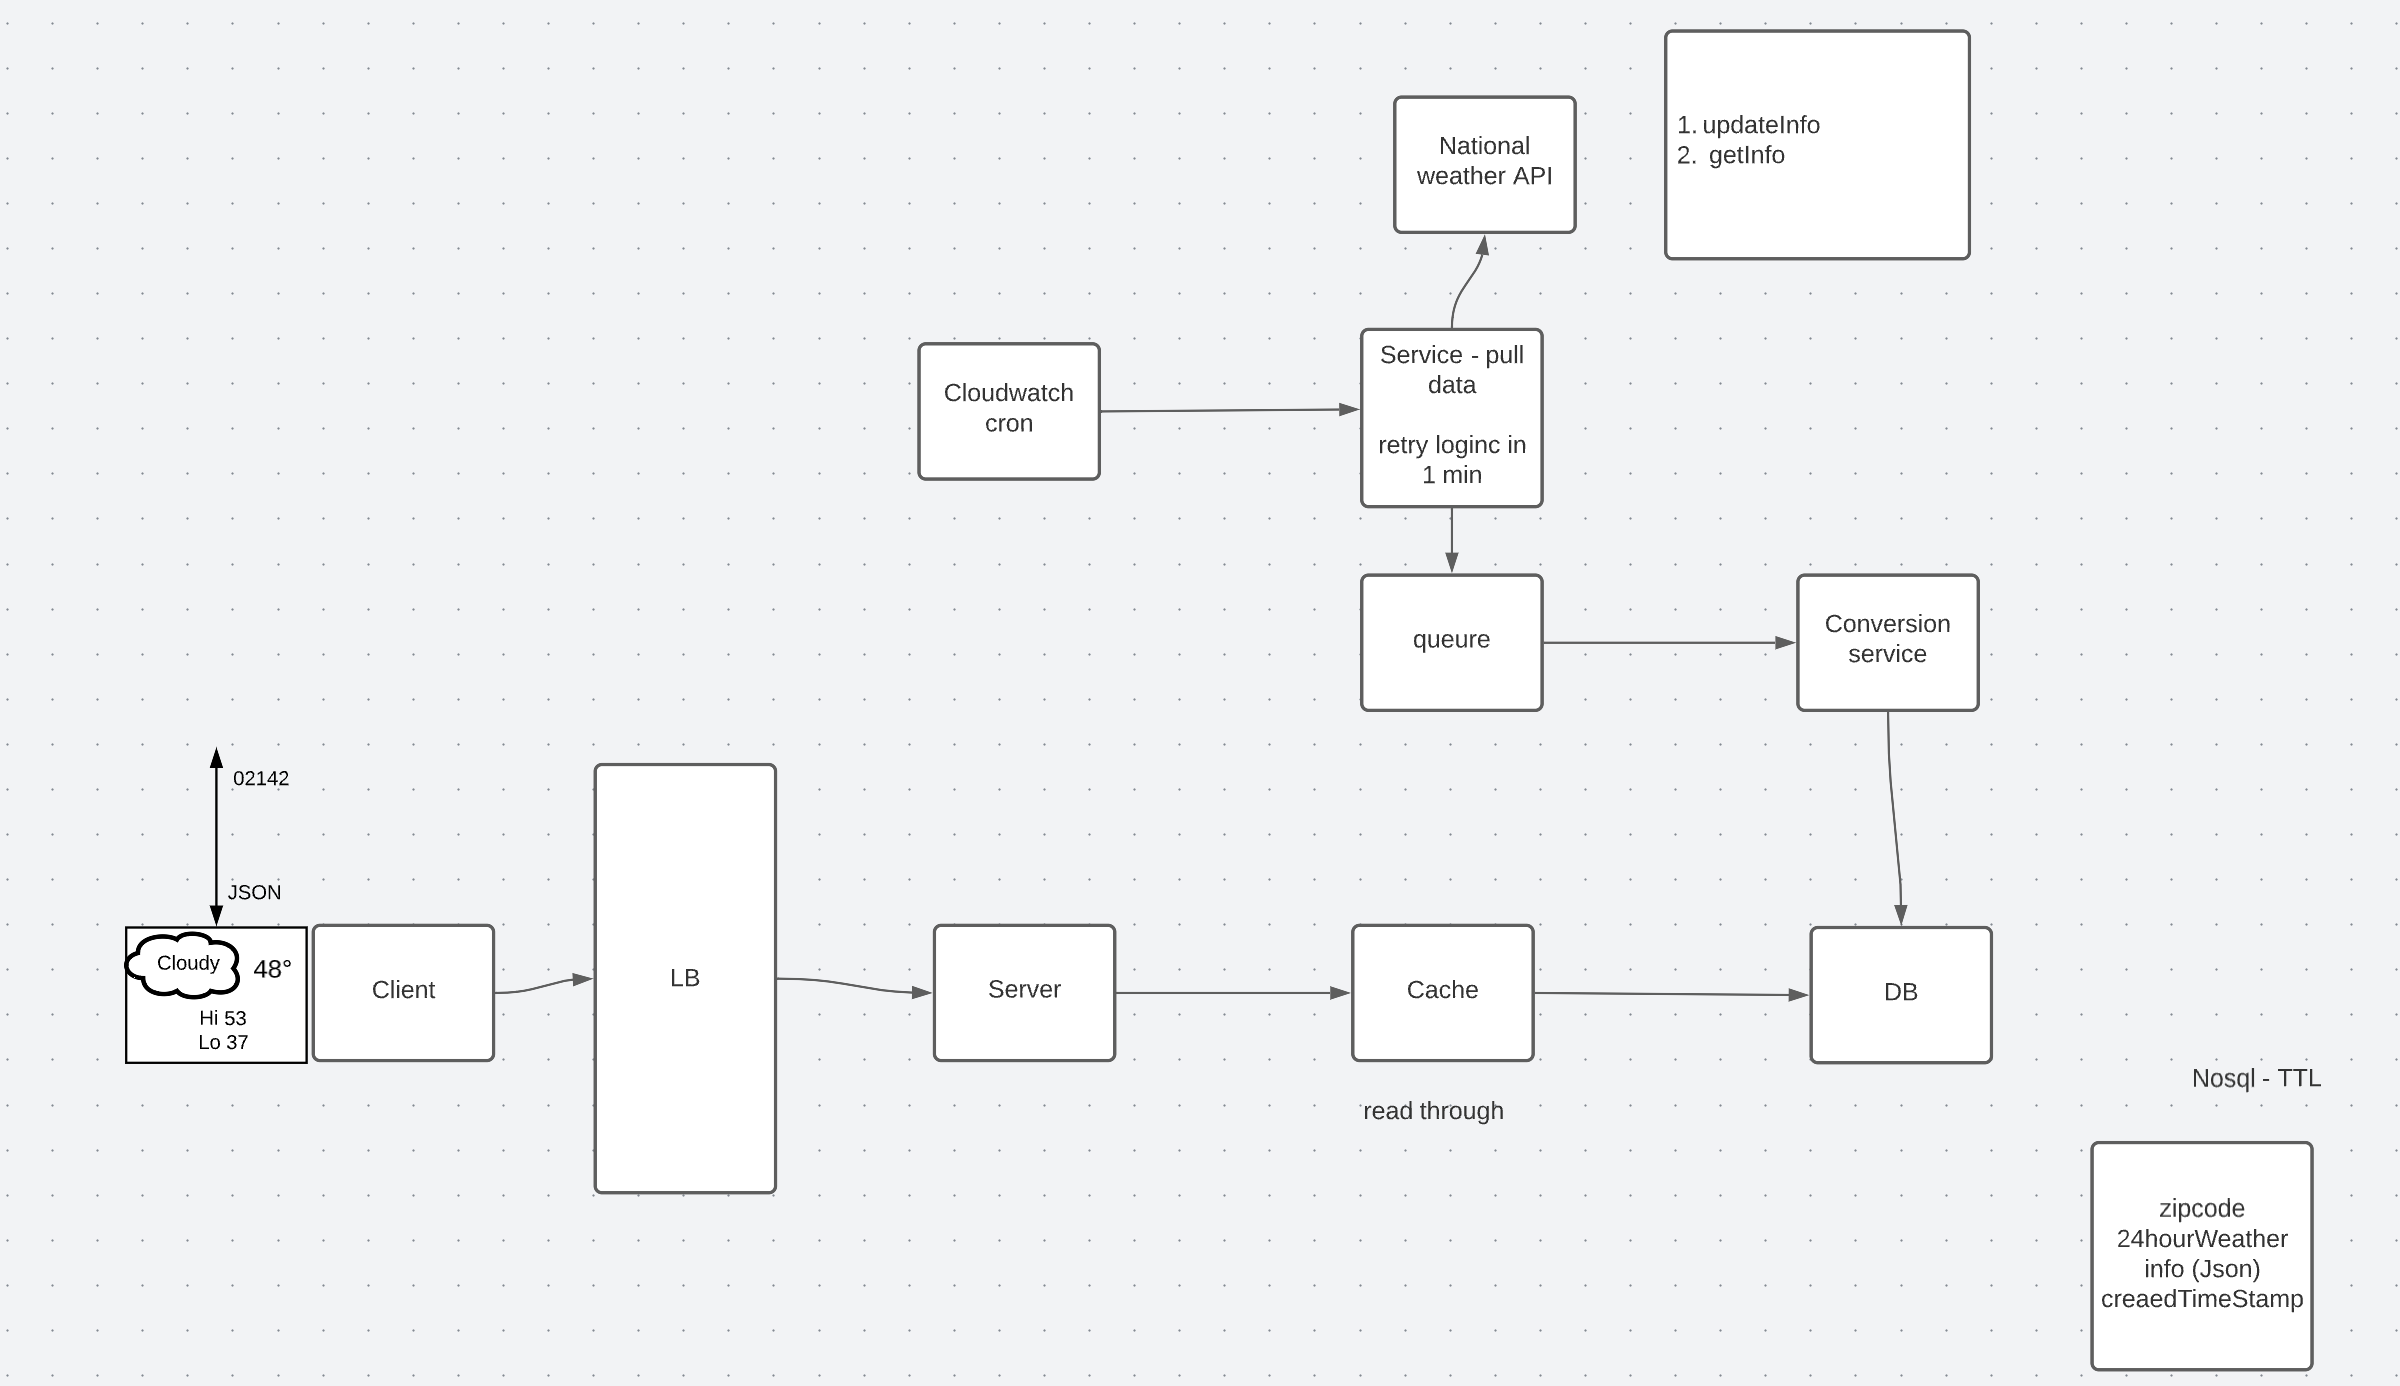 1. updateInfo
2. getInfo
National
weather API
Service - pull
data
retry loginc in
1 min
Cloudwatch
cron
queure
Conversion
service
02142
JSON
Cloudy
48°
Hi 53
Lo 37
Client
LB
Server
Cache
DB
read through
Nosql - TTL
zipcode
24hourWeather
info (Json)
creaedTimeStamp